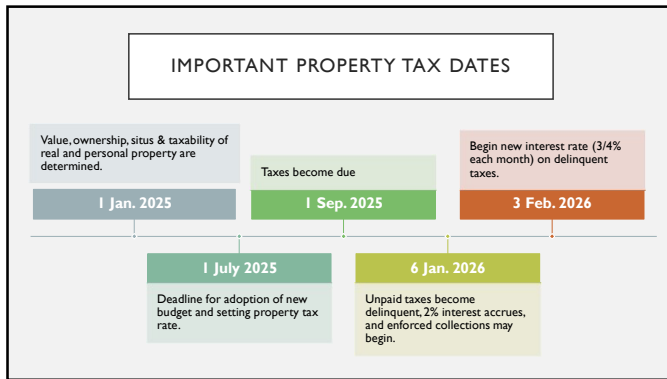 IMPORTANT PROPERTY TAX DATES
Value, ownership, situs & taxability of
real and personal property are
determined.
1 Jan. 2025
1 July 2025
Deadline for adoption of new
budget and setting property tax
rate.
Taxes become due
1 Sep. 2025
6 Jan. 2026
Unpaid taxes become
delinquent, 2% interest accrues,
and enforced collections may
begin.
Begin new interest rate (3/4%
each month) on delinquent
taxes.
3 Feb. 2026